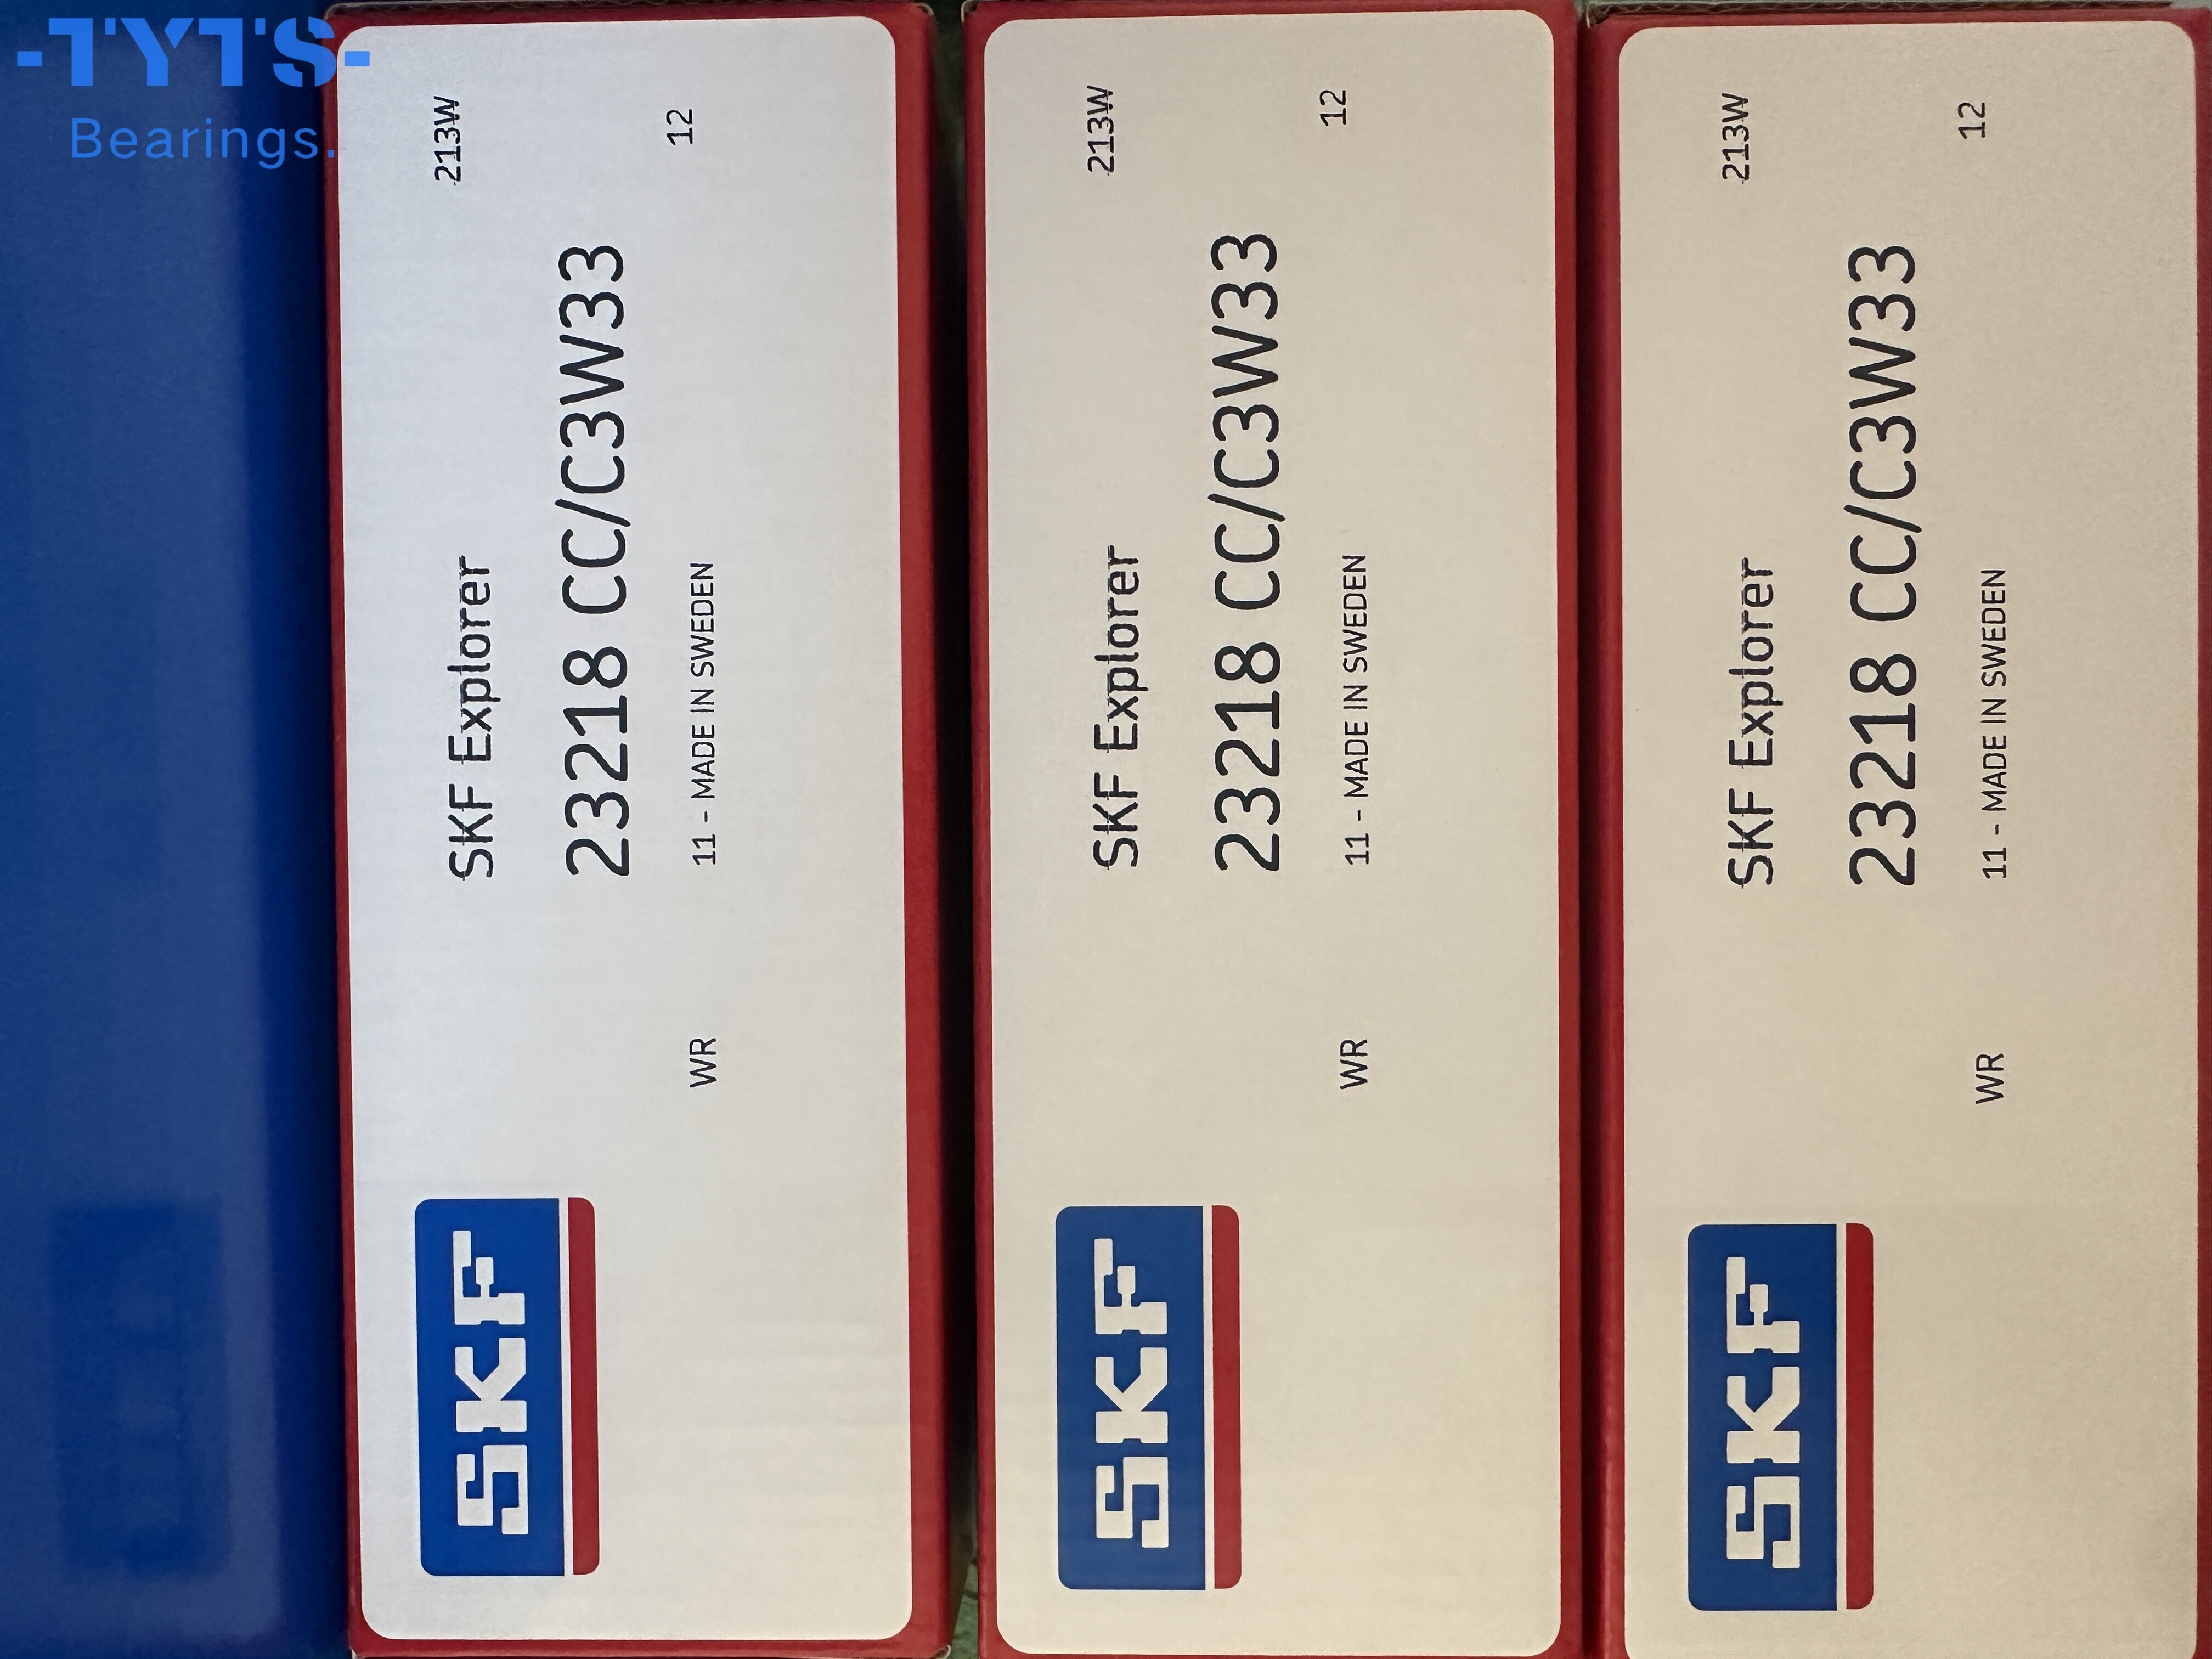 -TYTS-
Bearings.
213W
SKF Explorer
12
23218 CC/C3W33
11 - MADE IN SWEDEN
WR
SKF
213W
SKF Explorer
12
23218 CC/C3W33
11 - MADE IN SWEDEN
WR
SKF
213W
SKF Explorer
12
23218 CC/C3W33
11 - MADE IN SWEDEN
WR
SKF